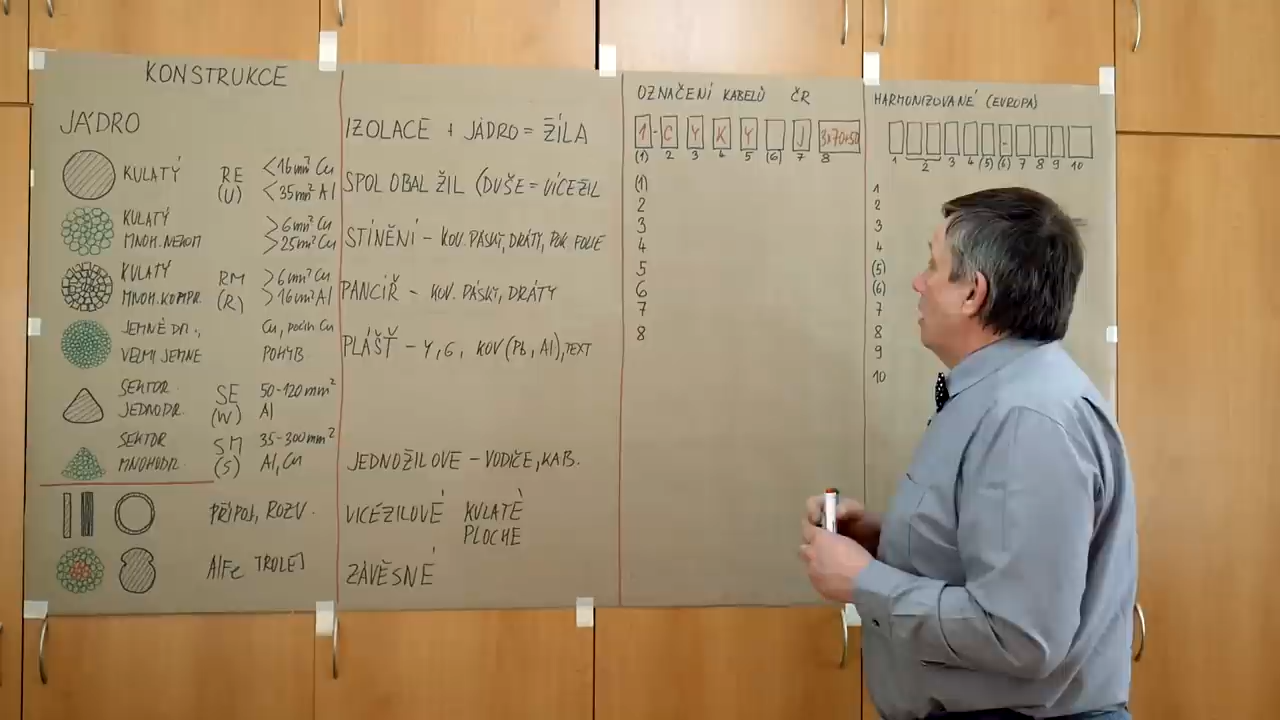 KONSTRUKCE
JÁDRO
KULATÝ RE (U) <16mm² Cu
<35mm² Al
KULATÝ
MNOH.NEKOM >6mm² Cu
>25mm² Cu
KULATÝ
MNOH.KOMPR. RM (R) >6mm² Cu
>16mm² Al
JEMNĚ DR.,
VELMI JEMNĚ Cu, pocín Cu
POHYB.
SEKTOR
JEDNODR. SE (W) 50-120mm²
Al
SEKTOR
MNOHODR. SM (S) 35-300mm²
Al, Cu
PŘÍPOJ, ROZV.
AlFe TROLEJ
IZOLACE + JÁDRO = ŽÍLA
SPOL OBAL ŽIL (DUŠE = VÍCEŽIL
STÍNĚNÍ - KOV. PÁSKY, DRÁTY, POK. FOLIE
PANCÍŘ - KOV. PÁSKY, DRÁTY
PLÁŠŤ - Y, G, KOV (Pb, Al), TEXT
JEDNOŽILOVÉ - VODIČE, KAB.
VÍCEŽILOVÉ KULATÉ
PLOCHÉ
ZÁVĚSNÉ
OZNAČENÍ KABELŮ ČR
1 - C Y K Y J 3x70+50
(1) 2 3 4 5 (6) 7 8
(1)
2
3
4
5
6
7
8
HARMONIZOVANÉ (EVROPA)
-
1 2 3 4 (5) (6) 7 8 9 10
1
2
3
4
(5)
(6)
7
8
9
10